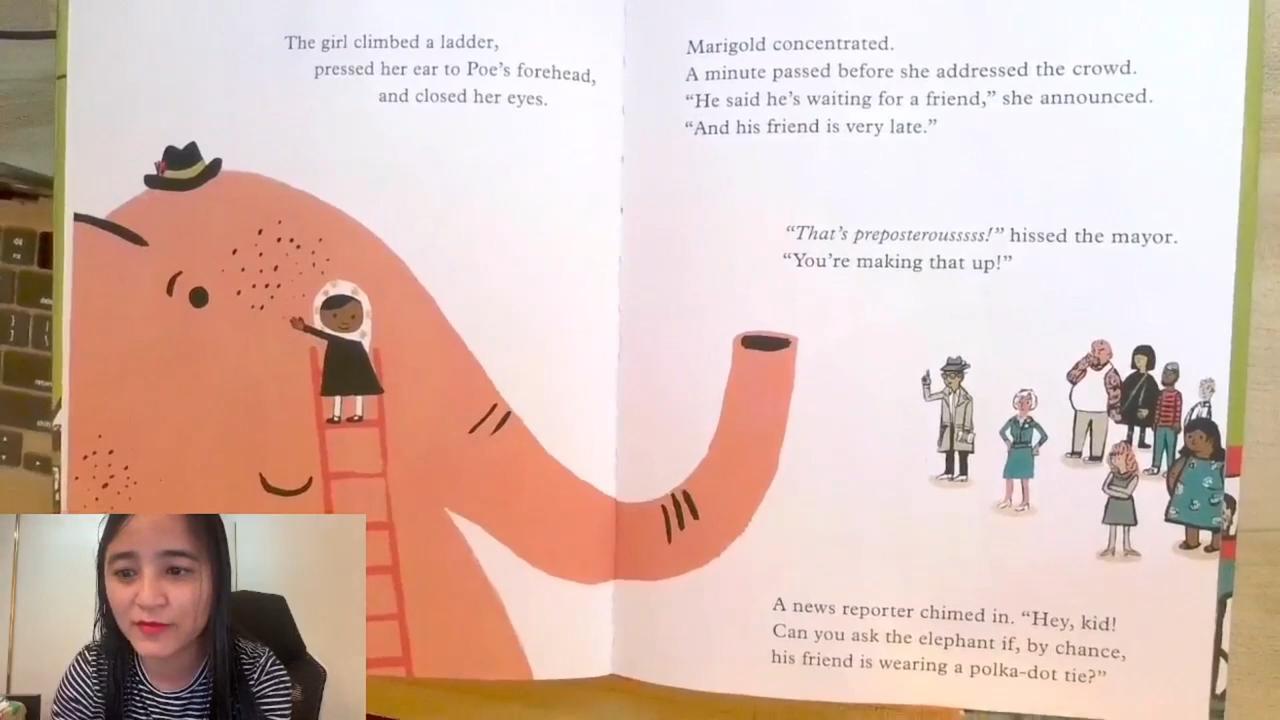 The girl climbed a ladder,
pressed her ear to Poe's forehead,
and closed her eyes.
Marigold concentrated.
A minute passed before she addressed the crowd.
“He said he's waiting for a friend,” she announced.
“And his friend is very late.”
“That's preposterousssss!” hissed the mayor.
“You're making that up!”
A news reporter chimed in. “Hey, kid!
Can you ask the elephant if, by chance,
his friend is wearing a polka-dot tie?”